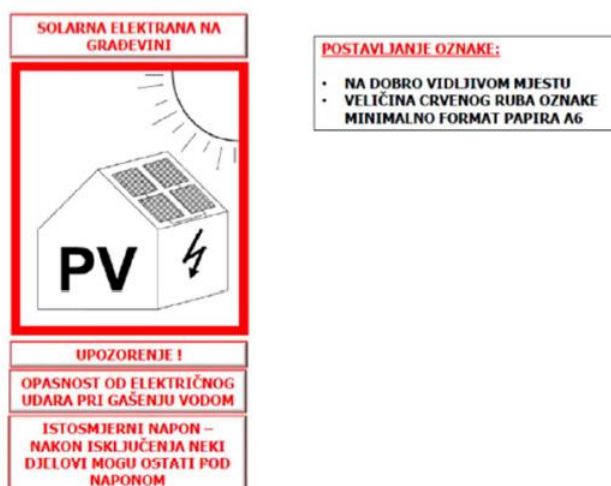 SOLARNA ELEKTRANA NA
GRAĐEVINI
PV
UPOZORENJE !
OPASNOST OD ELEKTRIČNOG
UDARA PRI GAŠENJU VODOM
ISTOSMJERNI NAPON –
NAKON ISKLJUČENJA NEKI
DJELOVI MOGU OSTATI POD
NAPONOM
POSTAVLJANJE OZNAKE:
• NA DOBRO VIDLJIVOM MJESTU
• VELIČINA CRVENOG RUBA OZNAKE
MINIMALNO FORMAT PAPIRA A6